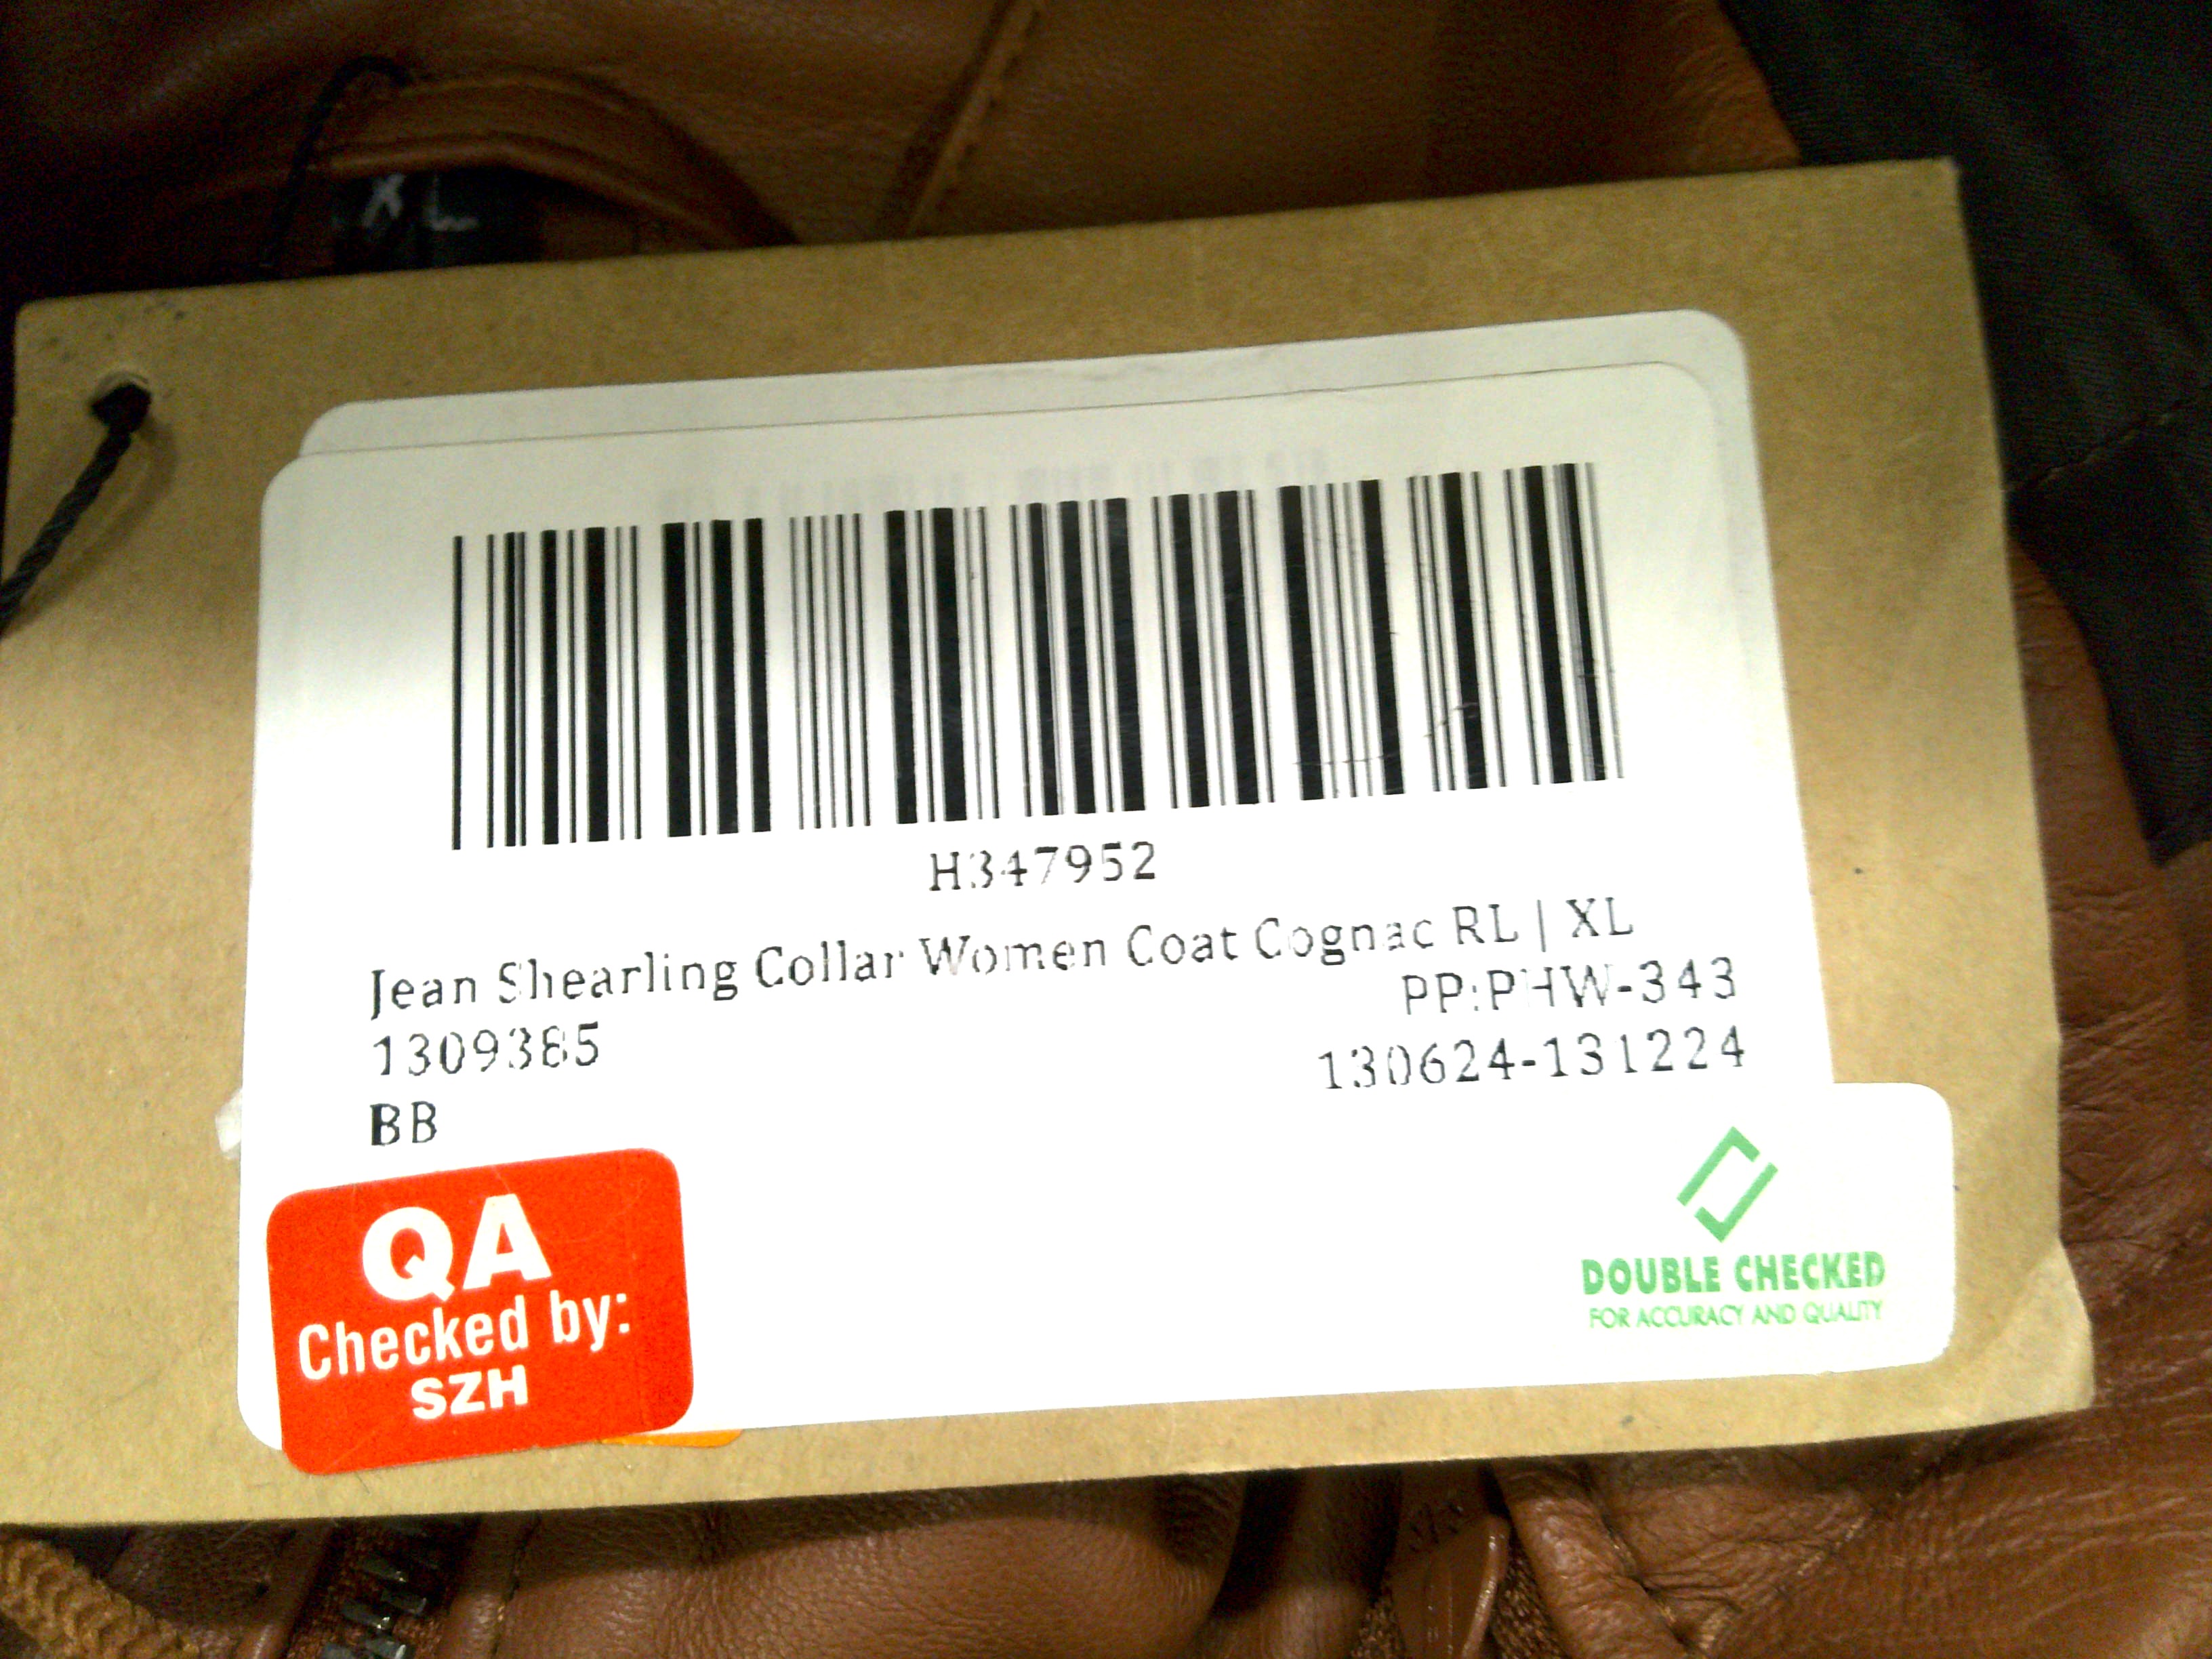 XL
H347952
Jean Shearling Collar Women Coat Cognac RL | XL
PP:PHW-343
1309385
130624-131224
BB
QA
Checked by:
SZH
DOUBLE CHECKED
FOR ACCURACY AND QUALITY